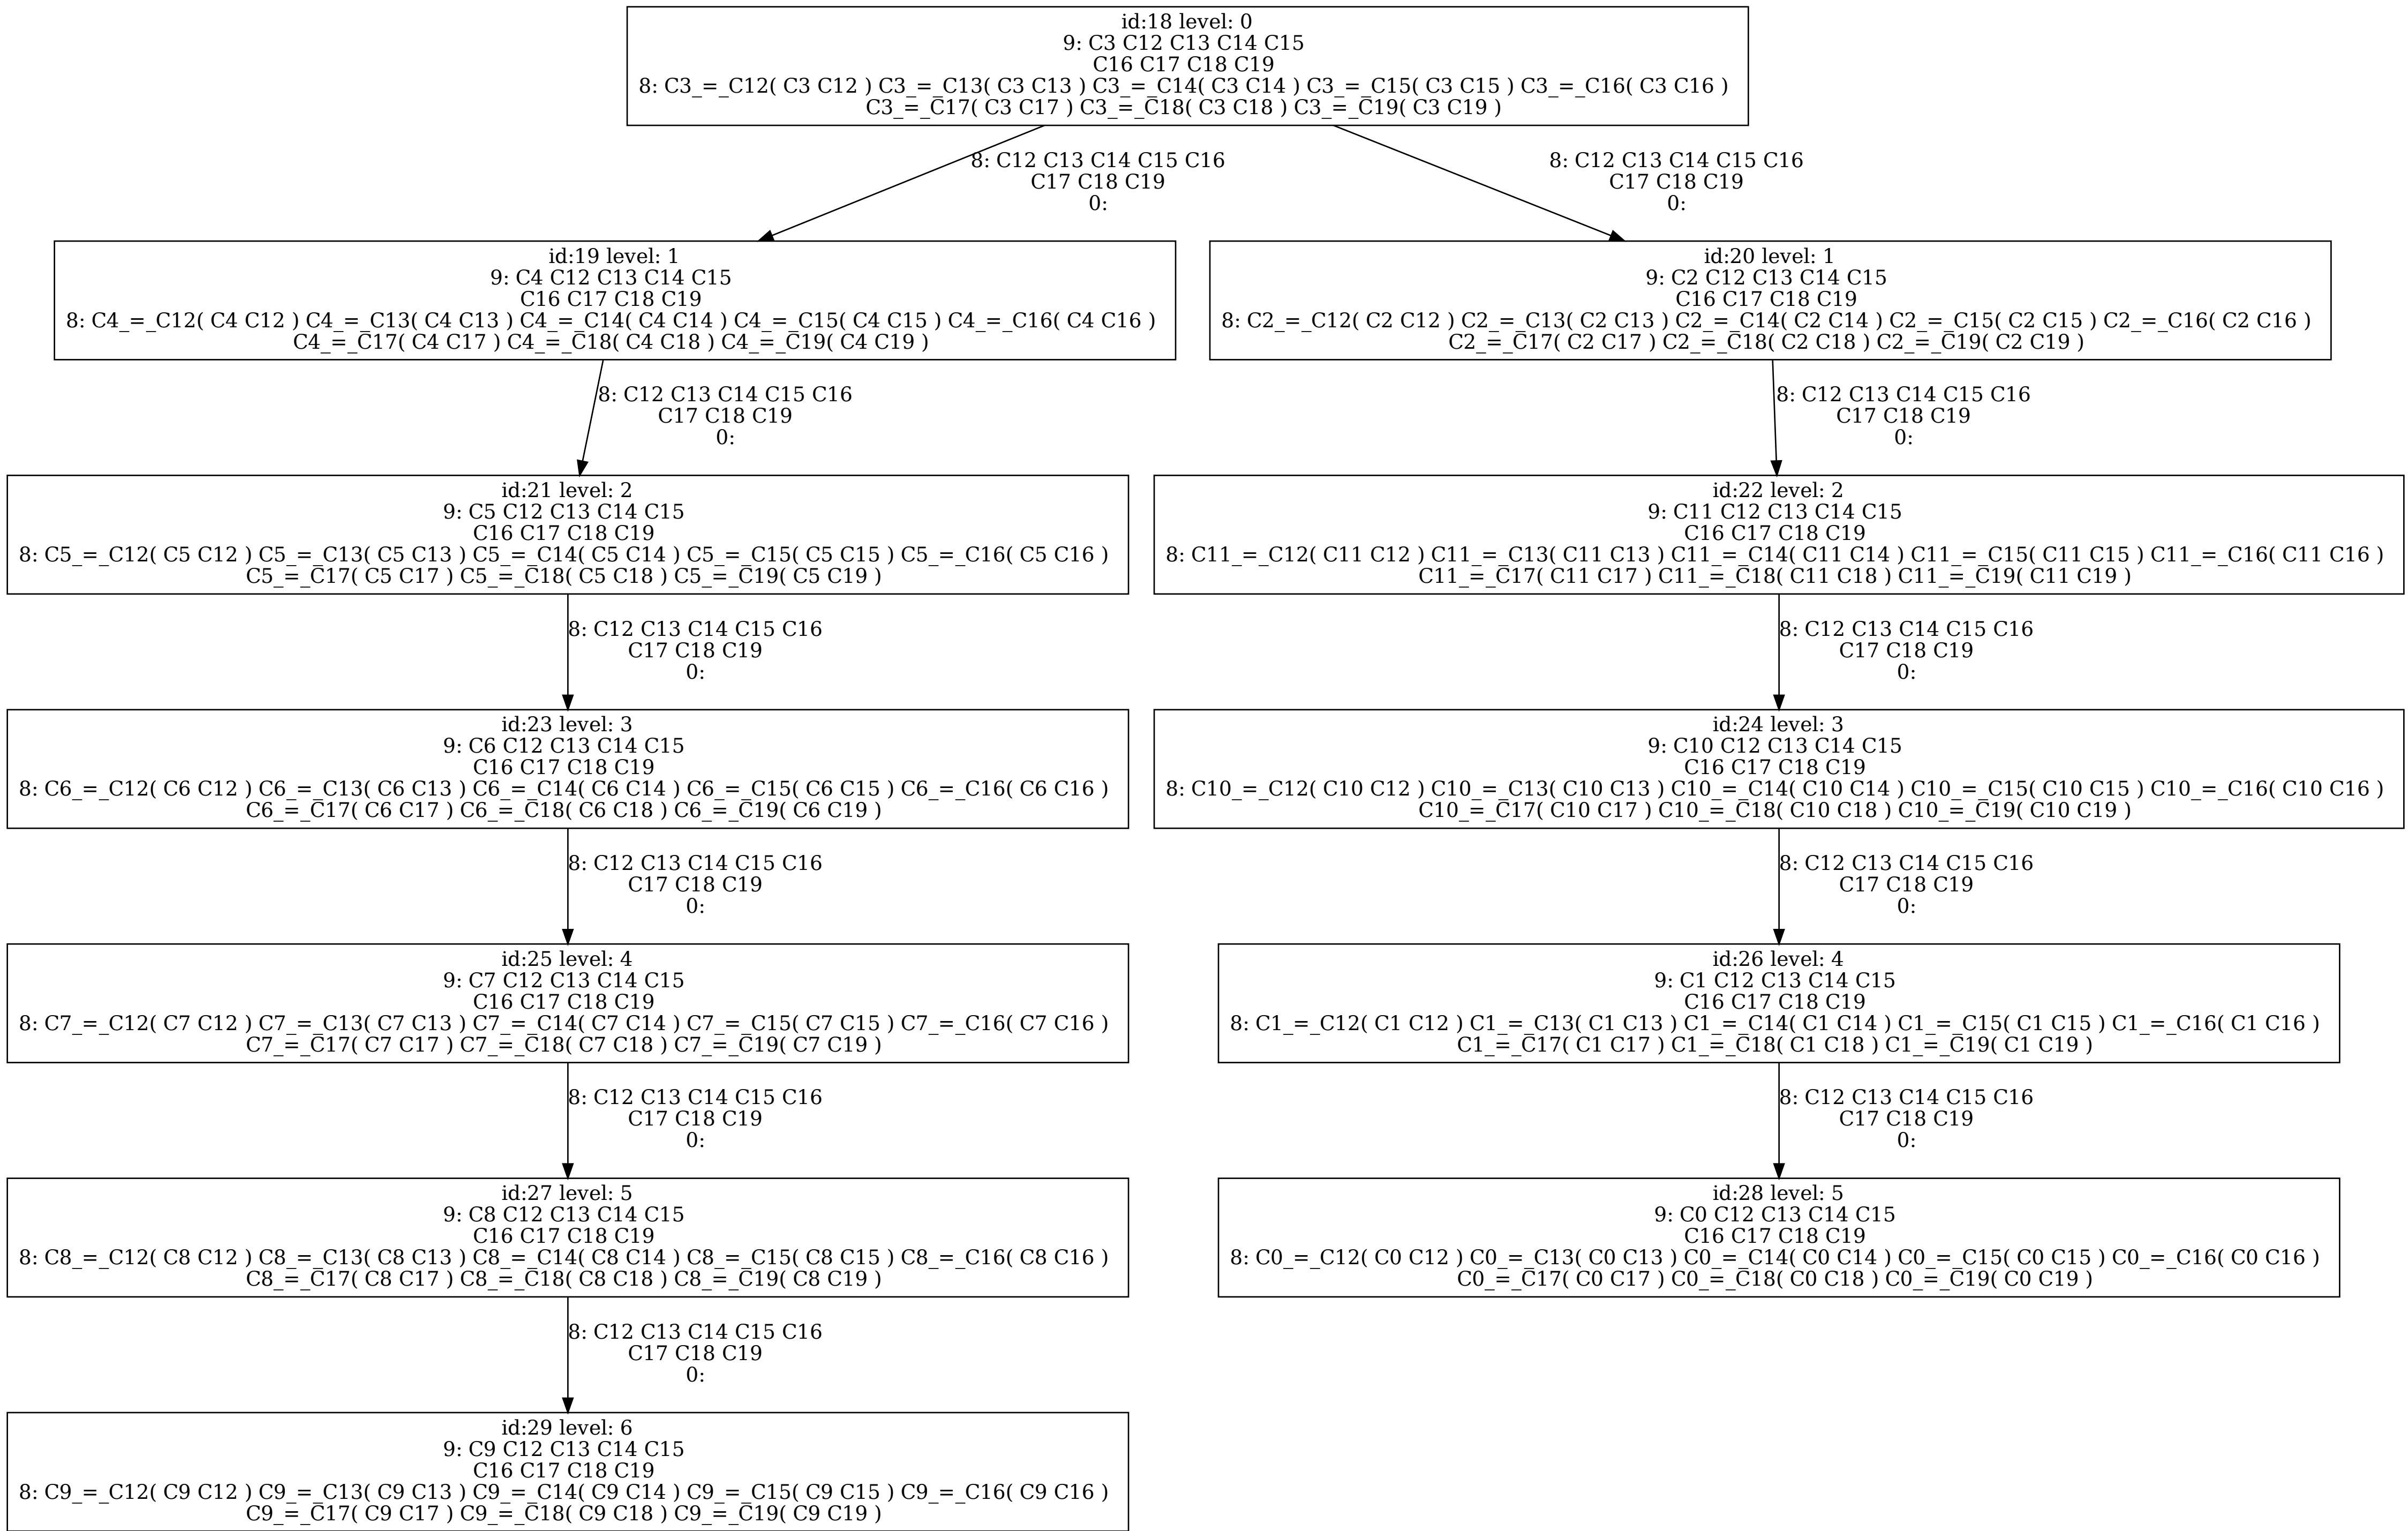 id:18 level: 0
9: C3 C12 C13 C14 C15
C16 C17 C18 C19
8: C3_=_C12( C3 C12 ) C3_=_C13( C3 C13 ) C3_=_C14( C3 C14 ) C3_=_C15( C3 C15 ) C3_=_C16( C3 C16 )
C3_=_C17( C3 C17 ) C3_=_C18( C3 C18 ) C3_=_C19( C3 C19 )
8: C12 C13 C14 C15 C16
C17 C18 C19
0:
8: C12 C13 C14 C15 C16
C17 C18 C19
0:
id:19 level: 1
9: C4 C12 C13 C14 C15
C16 C17 C18 C19
8: C4_=_C12( C4 C12 ) C4_=_C13( C4 C13 ) C4_=_C14( C4 C14 ) C4_=_C15( C4 C15 ) C4_=_C16( C4 C16 )
C4_=_C17( C4 C17 ) C4_=_C18( C4 C18 ) C4_=_C19( C4 C19 )
id:20 level: 1
9: C2 C12 C13 C14 C15
C16 C17 C18 C19
8: C2_=_C12( C2 C12 ) C2_=_C13( C2 C13 ) C2_=_C14( C2 C14 ) C2_=_C15( C2 C15 ) C2_=_C16( C2 C16 )
C2_=_C17( C2 C17 ) C2_=_C18( C2 C18 ) C2_=_C19( C2 C19 )
8: C12 C13 C14 C15 C16
C17 C18 C19
0:
8: C12 C13 C14 C15 C16
C17 C18 C19
0:
id:21 level: 2
9: C5 C12 C13 C14 C15
C16 C17 C18 C19
8: C5_=_C12( C5 C12 ) C5_=_C13( C5 C13 ) C5_=_C14( C5 C14 ) C5_=_C15( C5 C15 ) C5_=_C16( C5 C16 )
C5_=_C17( C5 C17 ) C5_=_C18( C5 C18 ) C5_=_C19( C5 C19 )
id:22 level: 2
9: C11 C12 C13 C14 C15
C16 C17 C18 C19
8: C11_=_C12( C11 C12 ) C11_=_C13( C11 C13 ) C11_=_C14( C11 C14 ) C11_=_C15( C11 C15 ) C11_=_C16( C11 C16 )
C11_=_C17( C11 C17 ) C11_=_C18( C11 C18 ) C11_=_C19( C11 C19 )
8: C12 C13 C14 C15 C16
C17 C18 C19
0:
8: C12 C13 C14 C15 C16
C17 C18 C19
0:
id:23 level: 3
9: C6 C12 C13 C14 C15
C16 C17 C18 C19
8: C6_=_C12( C6 C12 ) C6_=_C13( C6 C13 ) C6_=_C14( C6 C14 ) C6_=_C15( C6 C15 ) C6_=_C16( C6 C16 )
C6_=_C17( C6 C17 ) C6_=_C18( C6 C18 ) C6_=_C19( C6 C19 )
id:24 level: 3
9: C10 C12 C13 C14 C15
C16 C17 C18 C19
8: C10_=_C12( C10 C12 ) C10_=_C13( C10 C13 ) C10_=_C14( C10 C14 ) C10_=_C15( C10 C15 ) C10_=_C16( C10 C16 )
C10_=_C17( C10 C17 ) C10_=_C18( C10 C18 ) C10_=_C19( C10 C19 )
8: C12 C13 C14 C15 C16
C17 C18 C19
0:
8: C12 C13 C14 C15 C16
C17 C18 C19
0:
id:25 level: 4
9: C7 C12 C13 C14 C15
C16 C17 C18 C19
8: C7_=_C12( C7 C12 ) C7_=_C13( C7 C13 ) C7_=_C14( C7 C14 ) C7_=_C15( C7 C15 ) C7_=_C16( C7 C16 )
C7_=_C17( C7 C17 ) C7_=_C18( C7 C18 ) C7_=_C19( C7 C19 )
id:26 level: 4
9: C1 C12 C13 C14 C15
C16 C17 C18 C19
8: C1_=_C12( C1 C12 ) C1_=_C13( C1 C13 ) C1_=_C14( C1 C14 ) C1_=_C15( C1 C15 ) C1_=_C16( C1 C16 )
C1_=_C17( C1 C17 ) C1_=_C18( C1 C18 ) C1_=_C19( C1 C19 )
8: C12 C13 C14 C15 C16
C17 C18 C19
0:
8: C12 C13 C14 C15 C16
C17 C18 C19
0:
id:27 level: 5
9: C8 C12 C13 C14 C15
C16 C17 C18 C19
8: C8_=_C12( C8 C12 ) C8_=_C13( C8 C13 ) C8_=_C14( C8 C14 ) C8_=_C15( C8 C15 ) C8_=_C16( C8 C16 )
C8_=_C17( C8 C17 ) C8_=_C18( C8 C18 ) C8_=_C19( C8 C19 )
id:28 level: 5
9: C0 C12 C13 C14 C15
C16 C17 C18 C19
8: C0_=_C12( C0 C12 ) C0_=_C13( C0 C13 ) C0_=_C14( C0 C14 ) C0_=_C15( C0 C15 ) C0_=_C16( C0 C16 )
C0_=_C17( C0 C17 ) C0_=_C18( C0 C18 ) C0_=_C19( C0 C19 )
8: C12 C13 C14 C15 C16
C17 C18 C19
0:
id:29 level: 6
9: C9 C12 C13 C14 C15
C16 C17 C18 C19
8: C9_=_C12( C9 C12 ) C9_=_C13( C9 C13 ) C9_=_C14( C9 C14 ) C9_=_C15( C9 C15 ) C9_=_C16( C9 C16 )
C9_=_C17( C9 C17 ) C9_=_C18( C9 C18 ) C9_=_C19( C9 C19 )